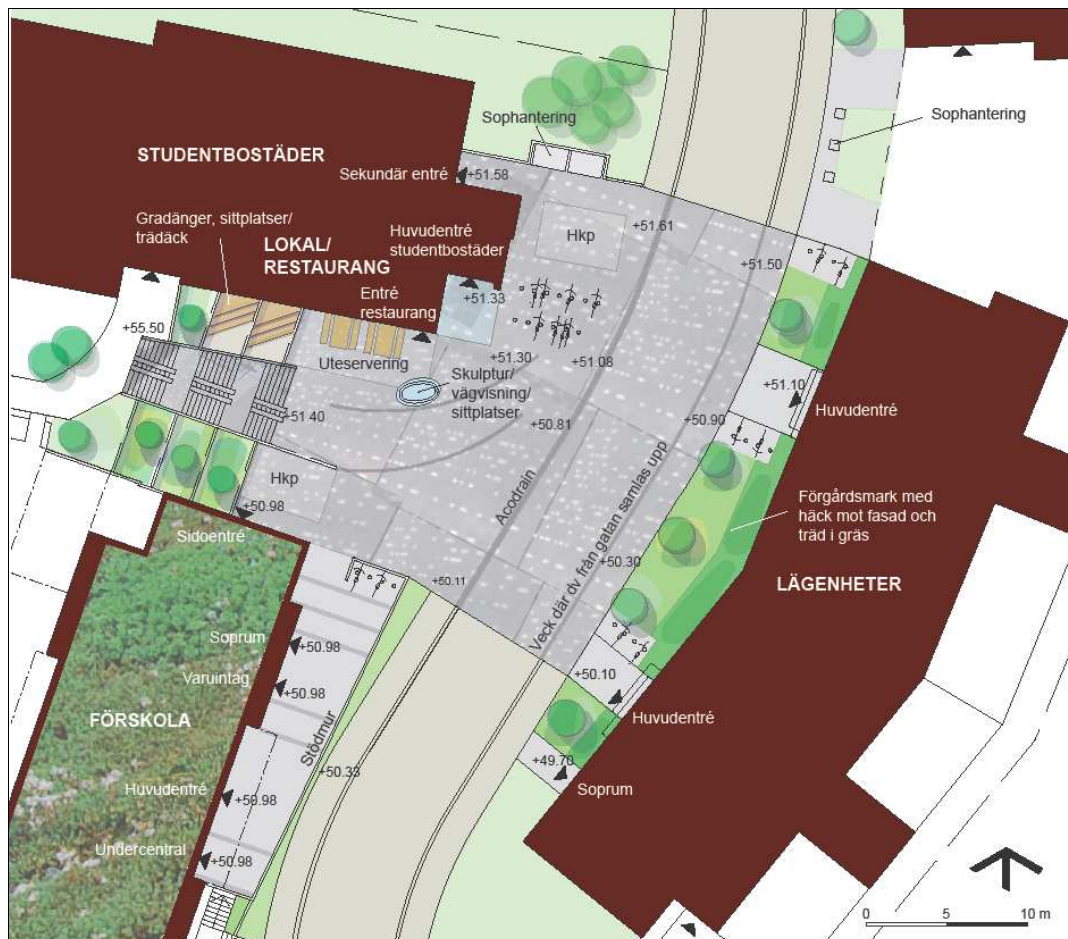 Sophantering
Sophantering
STUDENTBOSTÄDER
Sekundär entré
+51.58
Gradänger, sittplatser/
trädäck
LOKAL/
RESTAURANG
Huvudentré
studentbostäder
Hkp
+51.61
+51.50
+51.33
Entré
restaurang
+55.50
Uteservering
+51.30
+51.08
Skulptur/
vägvisning/
sittplatser
+51.10
Huvudentré
+51.40
+50.81
+50.90
Hkp
Acodrain
Veck där dv från gatan samlas upp
+50.98
Sidoentré
Förgårdsmark med
häck mot fasad och
träd i gräs
+50.30
+50.11
LÄGENHETER
Soprum
+50.98
Varuintag
+50.98
+50.10
Huvudentré
FÖRSKOLA
Stödmur
+50.33
+49.70
Soprum
Huvudentré
+50.98
Undercentral
+50.98
0 5 10 m